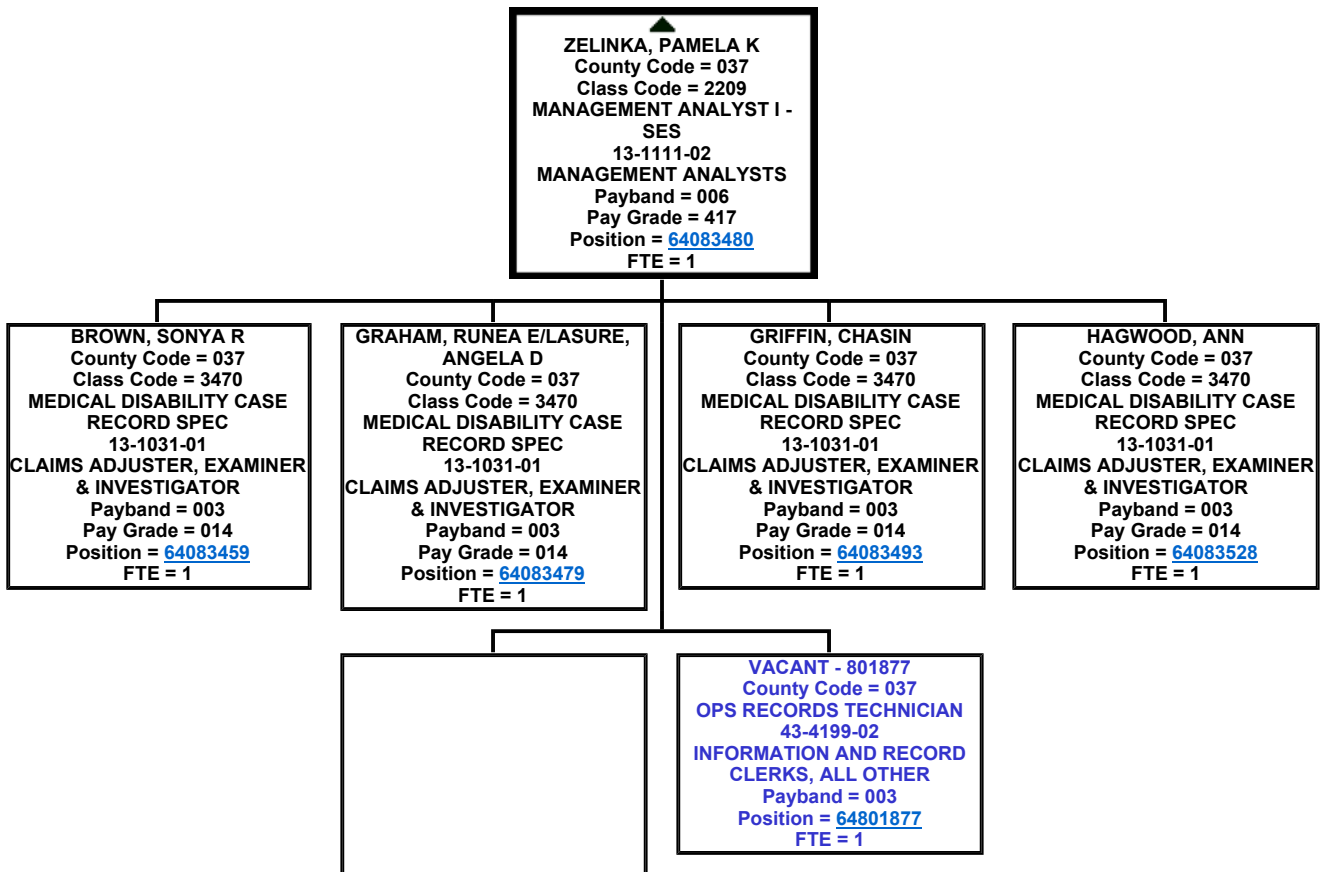 ZELINKA, PAMELA K
County Code = 037
Class Code = 2209
MANAGEMENT ANALYST I -
SES
13-1111-02
MANAGEMENT ANALYSTS
Payband = 006
Pay Grade = 417
Position = 64083480
FTE = 1
BROWN, SONYA R
County Code = 037
Class Code = 3470
MEDICAL DISABILITY CASE
RECORD SPEC
13-1031-01
CLAIMS ADJUSTER, EXAMINER
& INVESTIGATOR
Payband = 003
Pay Grade = 014
Position = 64083459
FTE = 1
GRAHAM, RUNEA E/LASURE,
ANGELA D
County Code = 037
Class Code = 3470
MEDICAL DISABILITY CASE
RECORD SPEC
13-1031-01
CLAIMS ADJUSTER, EXAMINER
& INVESTIGATOR
Payband = 003
Pay Grade = 014
Position = 64083479
FTE = 1
GRIFFIN, CHASIN
County Code = 037
Class Code = 3470
MEDICAL DISABILITY CASE
RECORD SPEC
13-1031-01
CLAIMS ADJUSTER, EXAMINER
& INVESTIGATOR
Payband = 003
Pay Grade = 014
Position = 64083493
FTE = 1
HAGWOOD, ANN
County Code = 037
Class Code = 3470
MEDICAL DISABILITY CASE
RECORD SPEC
13-1031-01
CLAIMS ADJUSTER, EXAMINER
& INVESTIGATOR
Payband = 003
Pay Grade = 014
Position = 64083528
FTE = 1
VACANT - 801877
County Code = 037
OPS RECORDS TECHNICIAN
43-4199-02
INFORMATION AND RECORD
CLERKS, ALL OTHER
Payband = 003
Position = 64801877
FTE = 1